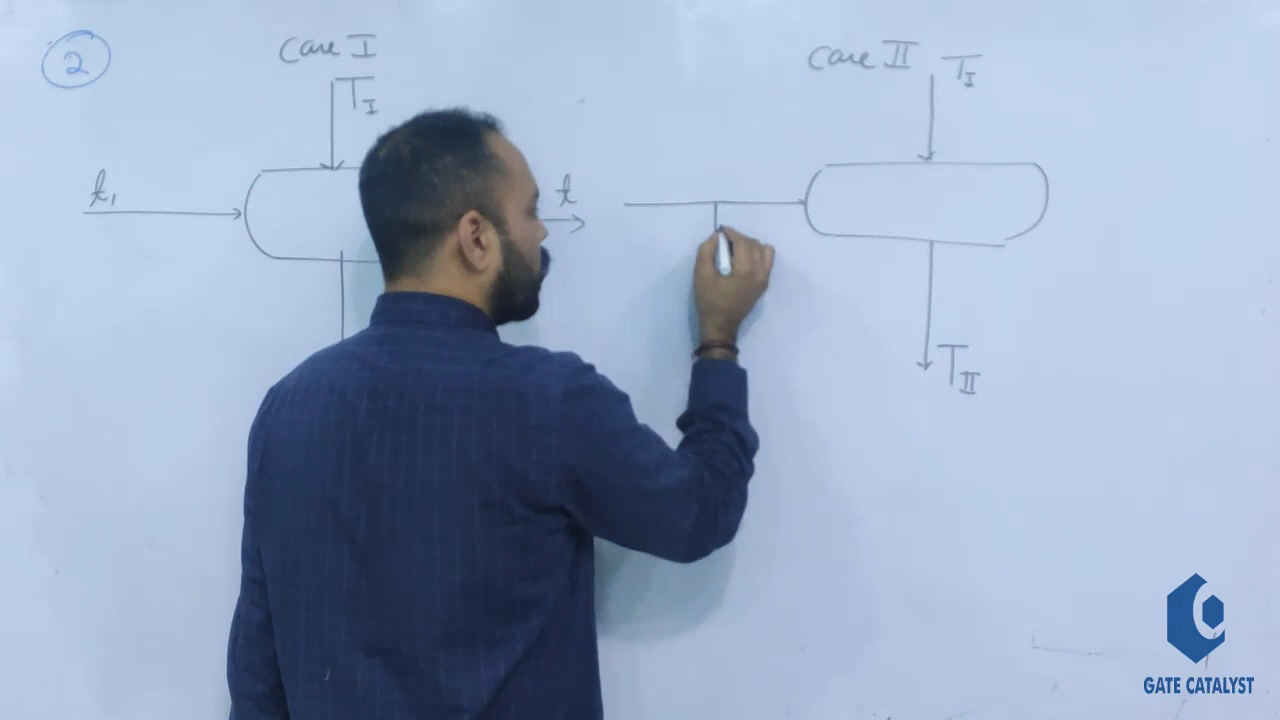 2
Case I
T_I
t_1
t
Case II
T_I
T_II
GATE CATALYST